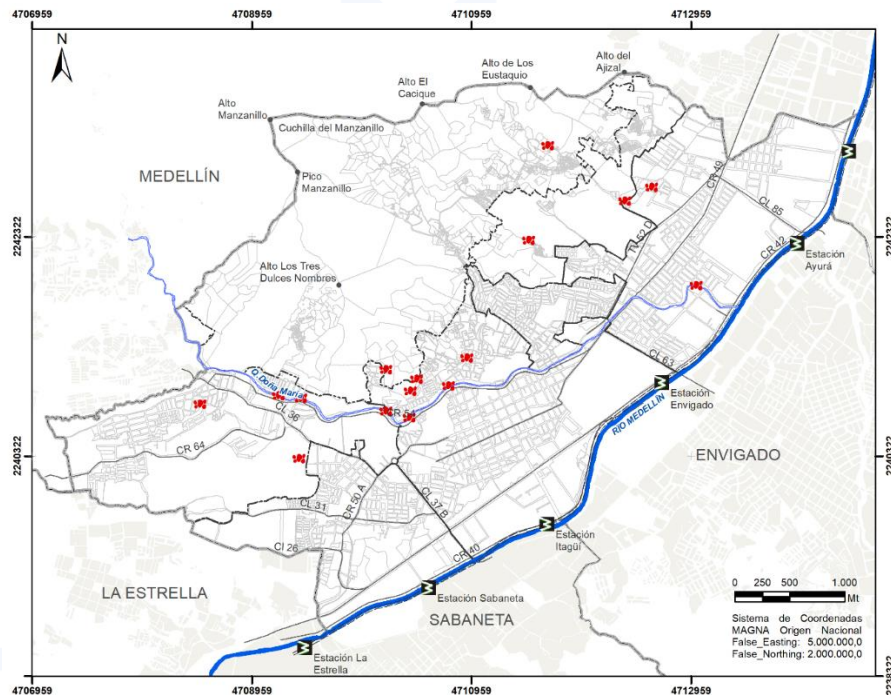 4706959
4708959
4710959
4712959
N
Alto de Los
Eustaquio
Alto del
Ajizal
Alto El
Cacique
Alto
Manzanillo
Cuchilla del Manzanillo
MEDELLÍN
Pico
Manzanillo
CR 49
CL 85
2242322
2242322
52 D
CR 42
Estación
Ayurá
Alto Los Tres
Dulces Nombres
CL 63
Q Doña María
Estación
Envigado
CL 36
CR 54
RÍO MEDELLÍN
CR 64
2240322
2240322
ENVIGADO
CR 50 A
CL 31
CL 37 B
Estación
Itagüí
Cl 26
CR 40
LA ESTRELLA
Estación Sabaneta
SABANETA
0 250 500 1.000
Mt
Sistema de Coordenadas
MAGNA Origen Nacional
False_Easting: 5.000.000,0
False_Northing: 2.000.000,0
Estación La
Estrella